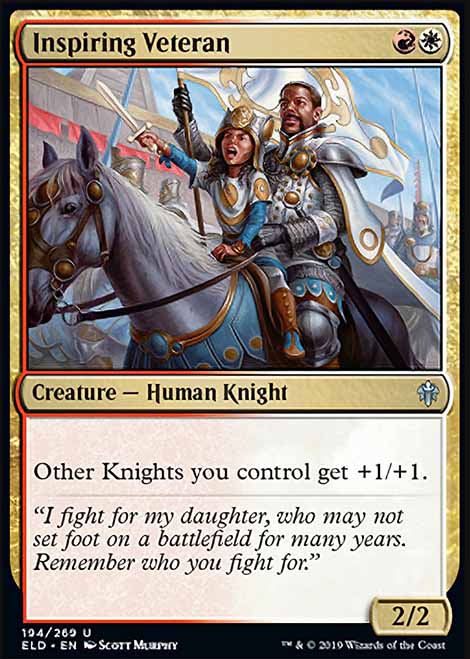 Inspiring Veteran
Creature — Human Knight
Other Knights you control get +1/+1.
“I fight for my daughter, who may not
set foot on a battlefield for many years.
Remember who you fight for.”
2/2
194/269 U
ELD • EN Scott Murphy
™ & © 2019 Wizards of the Coast